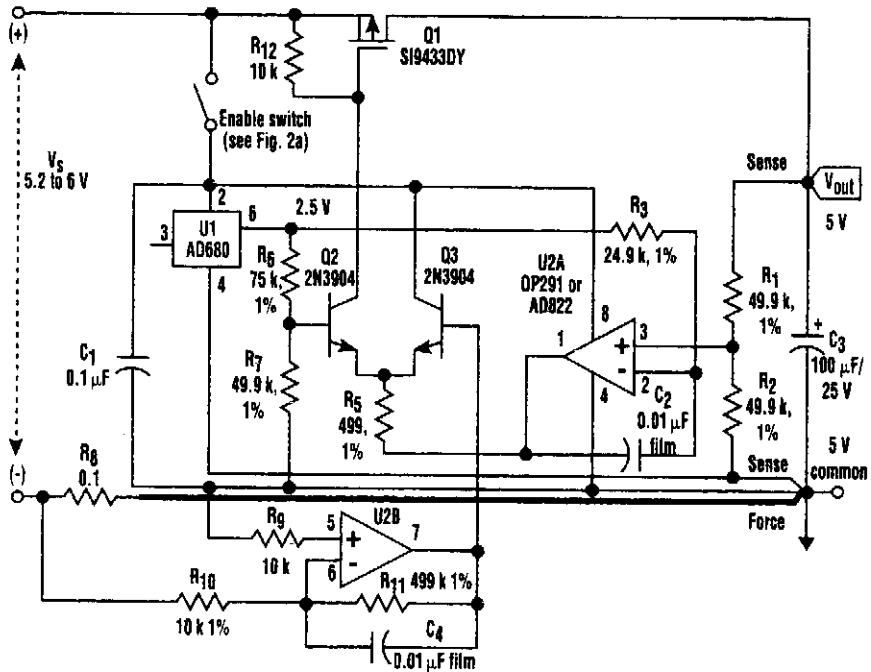 (+)
R12
10 k
Q1
SI9433DY
Enable switch
(see Fig. 2a)
VS
5.2 to 6 V
Sense
Vout
5 V
2
3
U1
AD680
6
4
2.5 V
R3
24.9 k, 1%
R6
75 k,
1%
Q2
2N3904
Q3
2N3904
U2A
OP291 or
AD822
R1
49.9 k,
1%
8
1
3
+
-
2
4
+
C3
100 µF/
25 V
C1
0.1 µF
R7
49.9 k,
1%
R5
499,
1%
C2
0.01 µF
film
R2
49.9 k,
1%
(-)
R8
0.1
Sense
5 V
common
Force
R9
10 k
5
+
6
-
U2B
7
R10
10 k 1%
R11
499 k 1%
C4
0.01 µF film